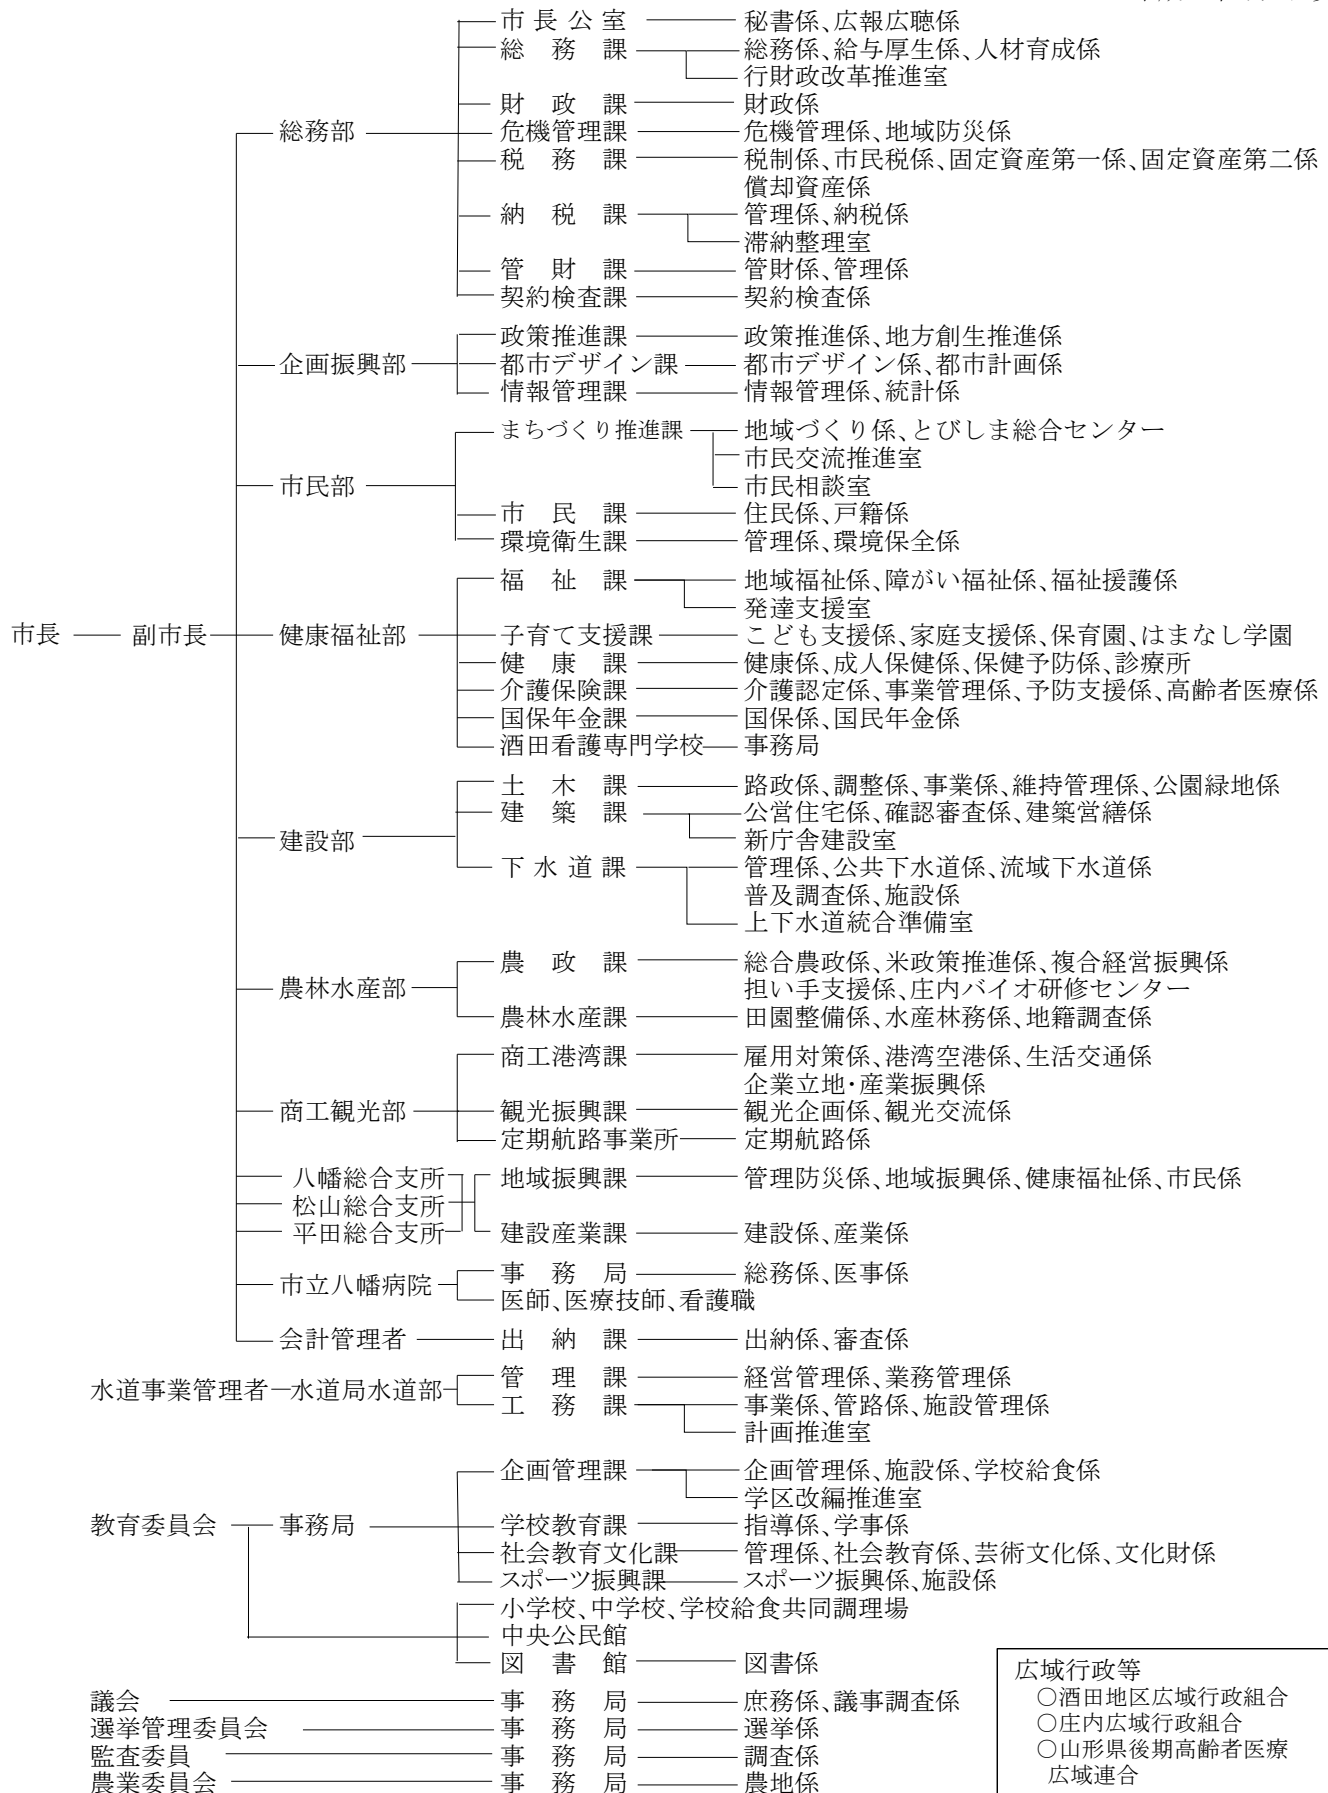 市長公室 秘書係、広報広聴係
総務課 総務係、給与厚生係、人材育成係
行財政改革推進室
財政課 財政係
総務部 危機管理課 危機管理係、地域防災係
税務課 税制係、市民税係、固定資産第一係、固定資産第二係
償却資産係
納税課 管理係、納税係
滞納整理室
管財課 管財係、管理係
契約検査課 契約検査係
政策推進課 政策推進係、地方創生推進係
企画振興部 都市デザイン課 都市デザイン係、都市計画係
情報管理課 情報管理係、統計係
まちづくり推進課 地域づくり係、とびしま総合センター
市民交流推進室
市民部 市民相談室
市民課 住民係、戸籍係
環境衛生課 管理係、環境保全係
福祉課 地域福祉係、障がい福祉係、福祉援護係
発達支援室
市長 副市長 健康福祉部 子育て支援課 こども支援係、家庭支援係、保育園、はまなし学園
健康課 健康係、成人保健係、保健予防係、診療所
介護保険課 介護認定係、事業管理係、予防支援係、高齢者医療係
国保年金課 国保係、国民年金係
酒田看護専門学校 事務局
土木課 路政係、調整係、事業係、維持管理係、公園緑地係
建築課 公営住宅係、確認審査係、建築営繕係
建設部 新庁舎建設室
下水道課 管理係、公共下水道係、流域下水道係
普及調査係、施設係
上下水道統合準備室
農政課 総合農政係、米政策推進係、複合経営振興係
農林水産部 担い手支援係、庄内バイオ研修センター
農林水産課 田園整備係、水産林務係、地籍調査係
商工港湾課 雇用対策係、港湾空港係、生活交通係
企業立地・産業振興係
商工観光部 観光振興課 観光企画係、観光交流係
定期航路事業所 定期航路係
八幡総合支所 地域振興課 管理防災係、地域振興係、健康福祉係、市民係
松山総合支所
平田総合支所 建設産業課 建設係、産業係
市立八幡病院 事務局 総務係、医事係
医師、医療技師、看護職
会計管理者 出納課 出納係、審査係
水道事業管理者 水道局水道部 管理課 経営管理係、業務管理係
工務課 事業係、管路係、施設管理係
計画推進室
企画管理課 企画管理係、施設係、学校給食係
学区改編推進室
教育委員会 事務局 学校教育課 指導係、学事係
社会教育文化課 管理係、社会教育係、芸術文化係、文化財係
スポーツ振興課 スポーツ振興係、施設係
小学校、中学校、学校給食共同調理場
中央公民館
図書館 図書係
議会 事務局 庶務係、議事調査係
選挙管理委員会 事務局 選挙係
監査委員 事務局 調査係
農業委員会 事務局 農地係
広域行政等
○酒田地区広域行政組合
○庄内広域行政組合
○山形県後期高齢者医療
広域連合